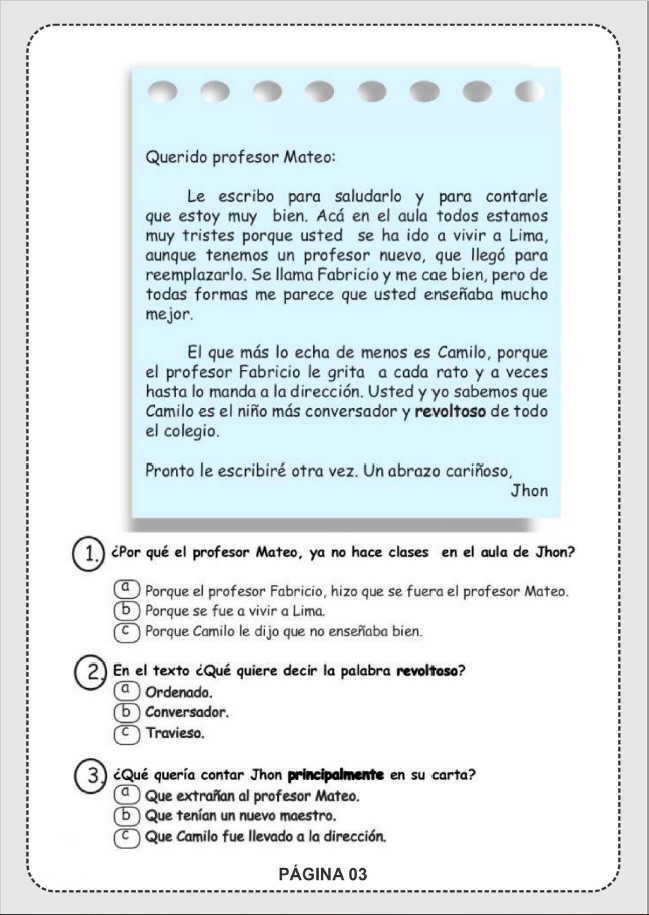 Querido profesor Mateo:
Le escribo para saludarlo y para contarle
que estoy muy bien. Acá en el aula todos estamos
muy tristes porque usted se ha ido a vivir a Lima,
aunque tenemos un profesor nuevo, que llegó para
reemplazarlo. Se llama Fabricio y me cae bien, pero de
todas formas me parece que usted enseñaba mucho
mejor.
El que más lo echa de menos es Camilo, porque
el profesor Fabricio le grita a cada rato y a veces
hasta lo manda a la dirección. Usted y yo sabemos que
Camilo es el niño más conversador y revoltoso de todo
el colegio.
Pronto le escribiré otra vez. Un abrazo cariñoso,
Jhon
1. ¿Por qué el profesor Mateo, ya no hace clases en el aula de Jhon?
a Porque el profesor Fabricio, hizo que se fuera el profesor Mateo.
b Porque se fue a vivir a Lima.
c Porque Camilo le dijo que no enseñaba bien.
2. En el texto ¿Qué quiere decir la palabra revoltoso?
a Ordenado.
b Conversador.
c Travieso.
3. ¿Qué quería contar Jhon principalmente en su carta?
a Que extrañan al profesor Mateo.
b Que tenían un nuevo maestro.
c Que Camilo fue llevado a la dirección.
PÁGINA 03